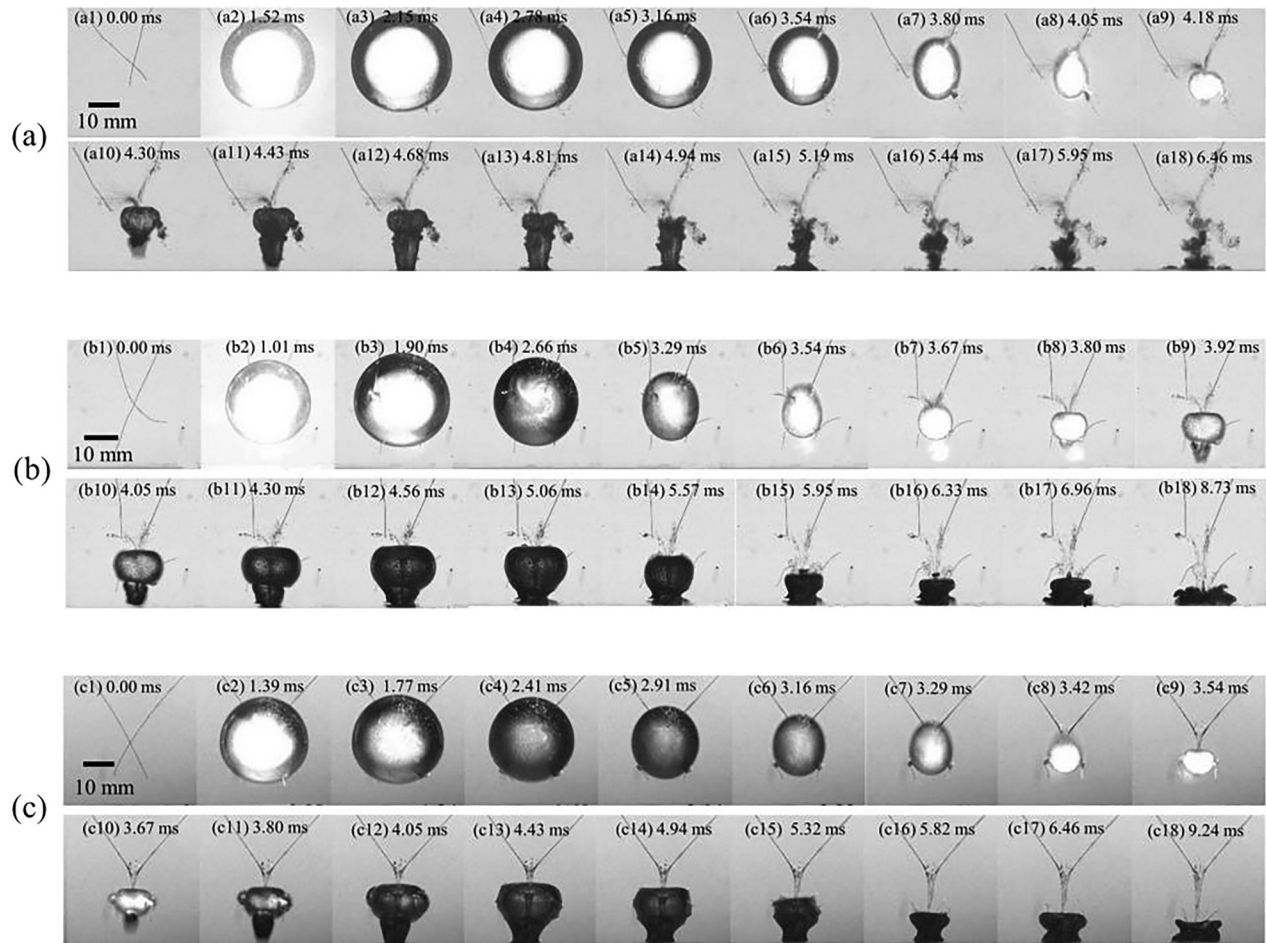 (a1) 0.00 ms (a2) 1.52 ms (a3) 2.15 ms (a4) 2.78 ms (a5) 3.16 ms (a6) 3.54 ms (a7) 3.80 ms (a8) 4.05 ms (a9) 4.18 ms
10 mm
(a)
(a10) 4.30 ms (a11) 4.43 ms (a12) 4.68 ms (a13) 4.81 ms (a14) 4.94 ms (a15) 5.19 ms (a16) 5.44 ms (a17) 5.95 ms (a18) 6.46 ms
(b1) 0.00 ms (b2) 1.01 ms (b3) 1.90 ms (b4) 2.66 ms (b5) 3.29 ms (b6) 3.54 ms (b7) 3.67 ms (b8) 3.80 ms (b9) 3.92 ms
10 mm
(b)
(b10) 4.05 ms (b11) 4.30 ms (b12) 4.56 ms (b13) 5.06 ms (b14) 5.57 ms (b15) 5.95 ms (b16) 6.33 ms (b17) 6.96 ms (b18) 8.73 ms
(c1) 0.00 ms (c2) 1.39 ms (c3) 1.77 ms (c4) 2.41 ms (c5) 2.91 ms (c6) 3.16 ms (c7) 3.29 ms (c8) 3.42 ms (c9) 3.54 ms
10 mm
(c)
(c10) 3.67 ms (c11) 3.80 ms (c12) 4.05 ms (c13) 4.43 ms (c14) 4.94 ms (c15) 5.32 ms (c16) 5.82 ms (c17) 6.46 ms (c18) 9.24 ms